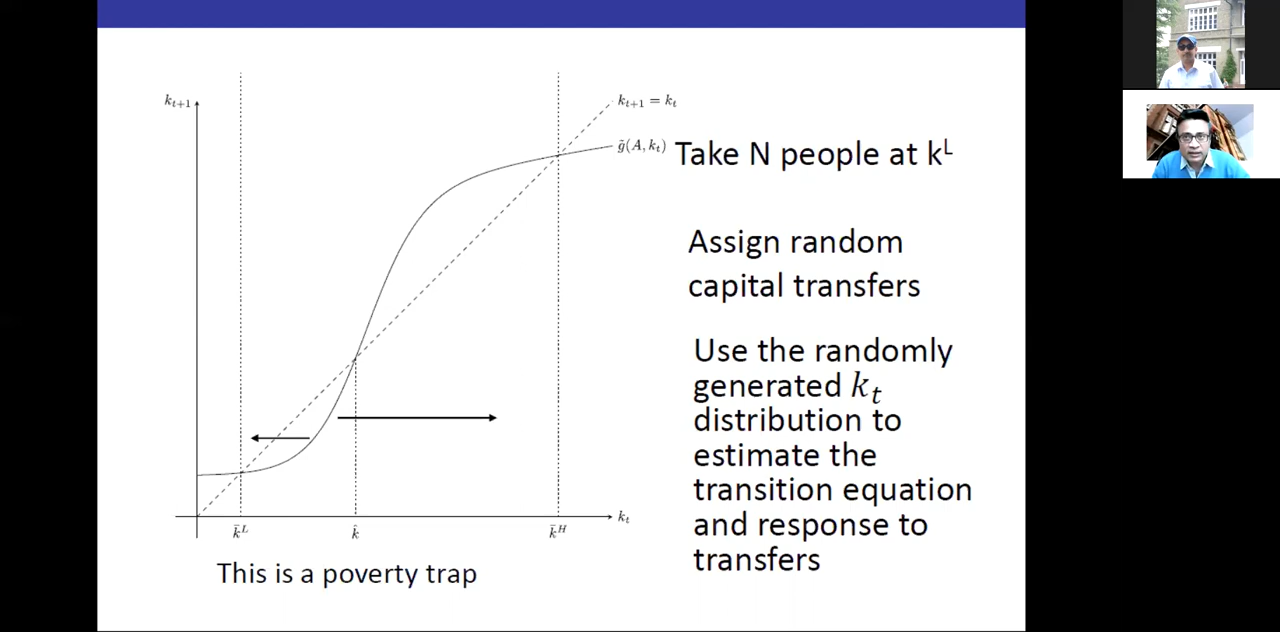 k_{t+1}
k_{t+1} = k_t
g̃(A, k_t)
Take N people at k^L
Assign random
capital transfers
Use the randomly
generated k_t
distribution to
estimate the
transition equation
and response to
transfers
k_t
k̄^L
k̂
k̄^H
This is a poverty trap